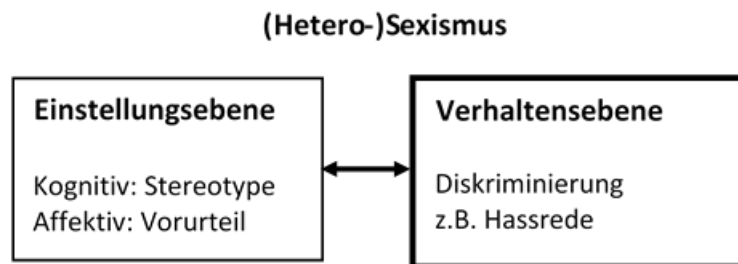 (Hetero-)Sexismus
Einstellungsebene
Kognitiv: Stereotype
Affektiv: Vorurteil
Verhaltensebene
Diskriminierung
z.B. Hassrede